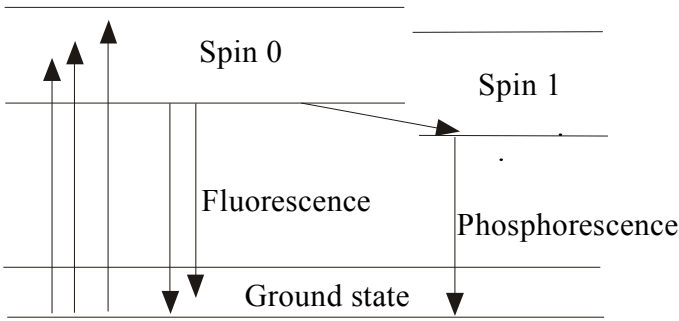 Spin 0
Spin 1
Fluorescence
Phosphorescence
Ground state